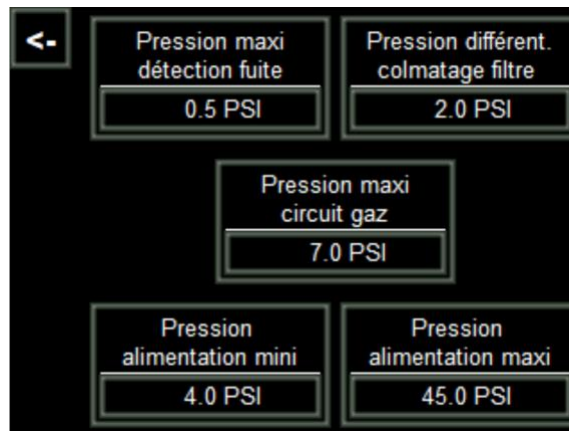 <-
Pression maxi
détection fuite
0.5 PSI
Pression différent.
colmatage filtre
2.0 PSI
Pression maxi
circuit gaz
7.0 PSI
Pression
alimentation mini
4.0 PSI
Pression
alimentation maxi
45.0 PSI